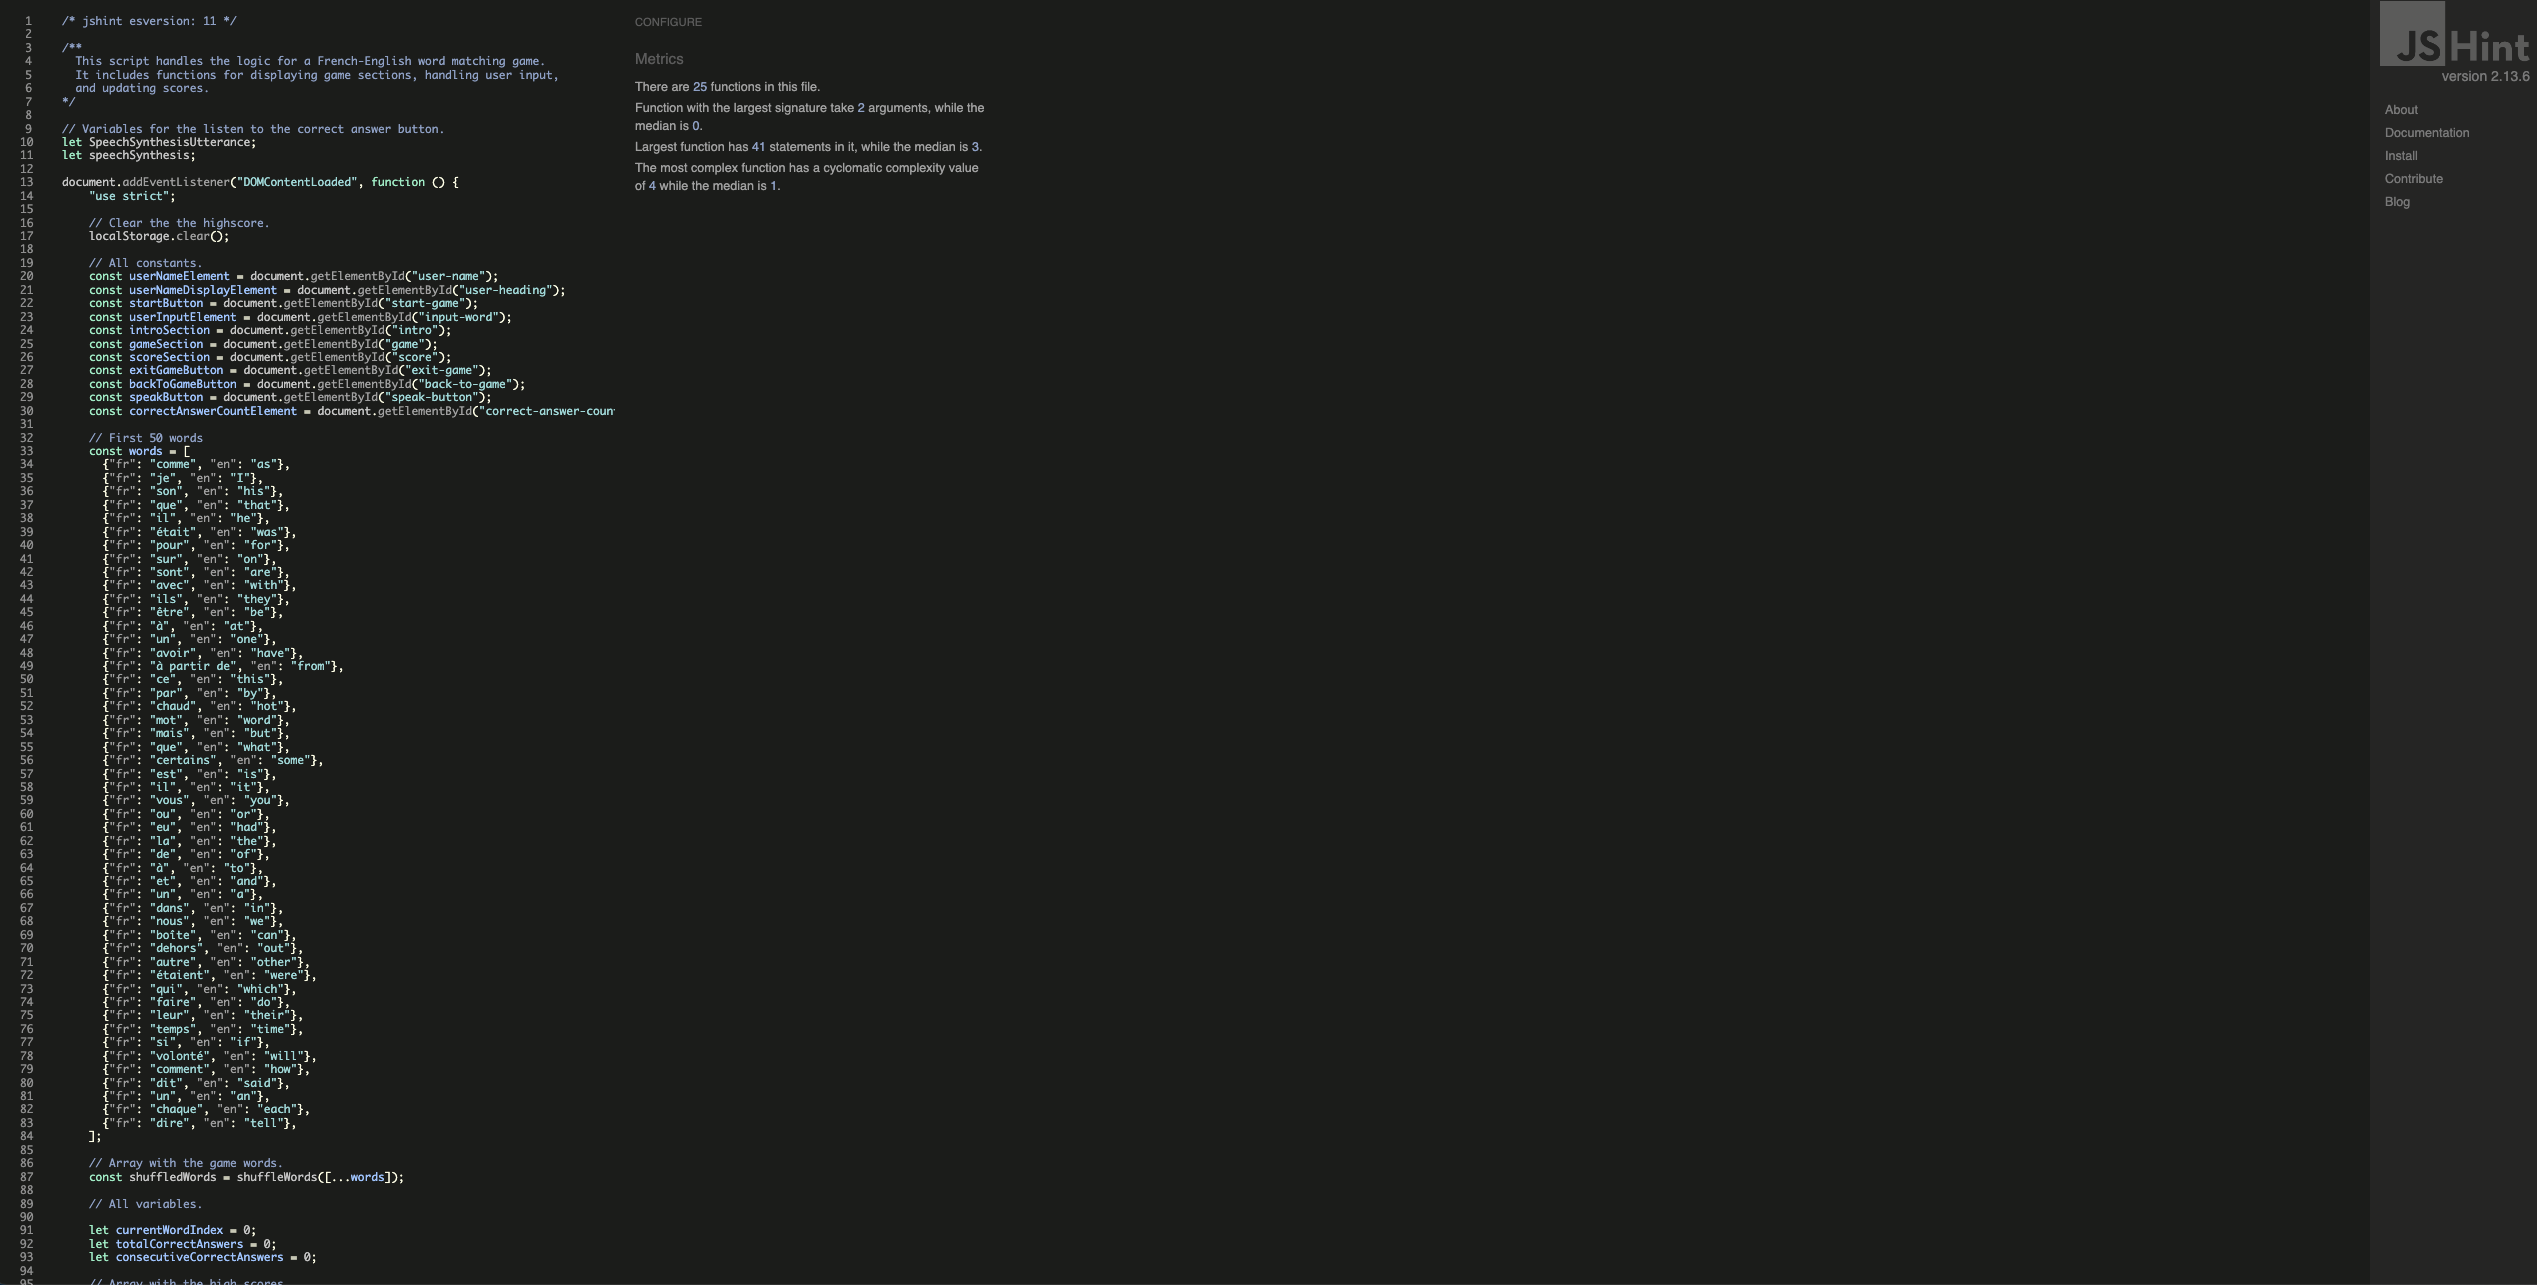 1 /* jshint esversion: 11 */
2
3 /**
4 This script handles the logic for a French-English word matching game.
5 It includes functions for displaying game sections, handling user input,
6 and updating scores.
7 */
8
9 // Variables for the listen to the correct answer button.
10 let SpeechSynthesisUtterance;
11 let speechSynthesis;
12
13 document.addEventListener("DOMContentLoaded", function () {
14 "use strict";
15
16 // Clear the the highscore.
17 localStorage.clear();
18
19 // All constants.
20 const userNameElement = document.getElementById("user-name");
21 const userNameDisplayElement = document.getElementById("user-heading");
22 const startButton = document.getElementById("start-game");
23 const userInputElement = document.getElementById("input-word");
24 const introSection = document.getElementById("intro");
25 const gameSection = document.getElementById("game");
26 const scoreSection = document.getElementById("score");
27 const exitGameButton = document.getElementById("exit-game");
28 const backToGameButton = document.getElementById("back-to-game");
29 const speakButton = document.getElementById("speak-button");
30 const correctAnswerCountElement = document.getElementById("correct-answer-coun
31
32 // First 50 words
33 const words = [
34 {"fr": "comme", "en": "as"},
35 {"fr": "je", "en": "I"},
36 {"fr": "son", "en": "his"},
37 {"fr": "que", "en": "that"},
38 {"fr": "il", "en": "he"},
39 {"fr": "était", "en": "was"},
40 {"fr": "pour", "en": "for"},
41 {"fr": "sur", "en": "on"},
42 {"fr": "sont", "en": "are"},
43 {"fr": "avec", "en": "with"},
44 {"fr": "ils", "en": "they"},
45 {"fr": "être", "en": "be"},
46 {"fr": "à", "en": "at"},
47 {"fr": "un", "en": "one"},
48 {"fr": "avoir", "en": "have"},
49 {"fr": "à partir de", "en": "from"},
50 {"fr": "ce", "en": "this"},
51 {"fr": "par", "en": "by"},
52 {"fr": "chaud", "en": "hot"},
53 {"fr": "mot", "en": "word"},
54 {"fr": "mais", "en": "but"},
55 {"fr": "que", "en": "what"},
56 {"fr": "certains", "en": "some"},
57 {"fr": "est", "en": "is"},
58 {"fr": "il", "en": "it"},
59 {"fr": "vous", "en": "you"},
60 {"fr": "ou", "en": "or"},
61 {"fr": "eu", "en": "had"},
62 {"fr": "la", "en": "the"},
63 {"fr": "de", "en": "of"},
64 {"fr": "à", "en": "to"},
65 {"fr": "et", "en": "and"},
66 {"fr": "un", "en": "a"},
67 {"fr": "dans", "en": "in"},
68 {"fr": "nous", "en": "we"},
69 {"fr": "boîte", "en": "can"},
70 {"fr": "dehors", "en": "out"},
71 {"fr": "autre", "en": "other"},
72 {"fr": "étaient", "en": "were"},
73 {"fr": "qui", "en": "which"},
74 {"fr": "faire", "en": "do"},
75 {"fr": "leur", "en": "their"},
76 {"fr": "temps", "en": "time"},
77 {"fr": "si", "en": "if"},
78 {"fr": "volonté", "en": "will"},
79 {"fr": "comment", "en": "how"},
80 {"fr": "dit", "en": "said"},
81 {"fr": "un", "en": "an"},
82 {"fr": "chaque", "en": "each"},
83 {"fr": "dire", "en": "tell"},
84 ];
85
86 // Array with the game words.
87 const shuffledWords = shuffleWords([...words]);
88
89 // All variables.
90
91 let currentWordIndex = 0;
92 let totalCorrectAnswers = 0;
93 let consecutiveCorrectAnswers = 0;
94
95 // Array with the high scores
CONFIGURE
Metrics
There are 25 functions in this file.
Function with the largest signature take 2 arguments, while the
median is 0.
Largest function has 41 statements in it, while the median is 3.
The most complex function has a cyclomatic complexity value
of 4 while the median is 1.
JSHint
version 2.13.6
About
Documentation
Install
Contribute
Blog